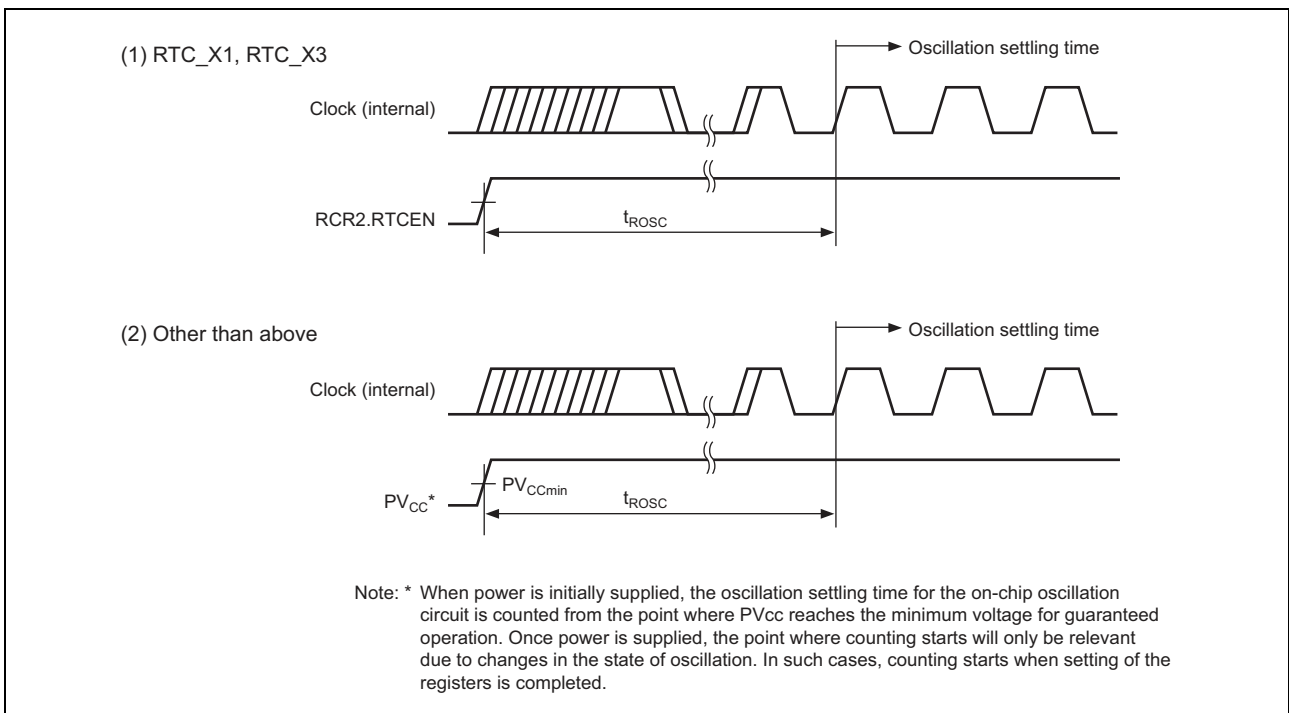 (1) RTC_X1, RTC_X3
Oscillation settling time
Clock (internal)
RCR2.RTCEN
tROSC
(2) Other than above
Oscillation settling time
Clock (internal)
PVCCmin
PVCC*
tROSC
Note: * When power is initially supplied, the oscillation settling time for the on-chip oscillation
circuit is counted from the point where PVcc reaches the minimum voltage for guaranteed
operation. Once power is supplied, the point where counting starts will only be relevant
due to changes in the state of oscillation. In such cases, counting starts when setting of the
registers is completed.